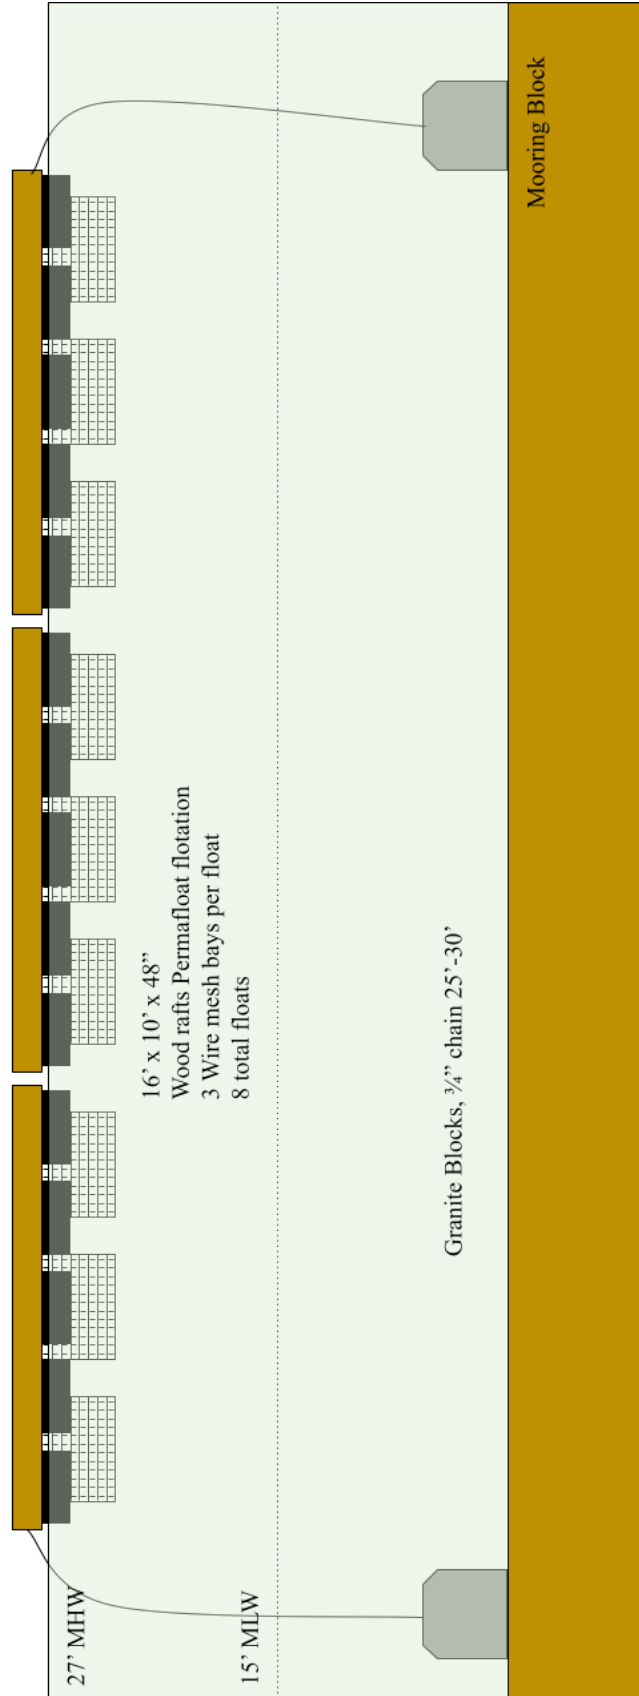 27’ MHW
15’ MLW
16’ x 10’ x 48”
Wood rafts Permafloat flotation
3 Wire mesh bays per float
8 total floats
Granite Blocks, ¾” chain 25’-30’
Mooring Block